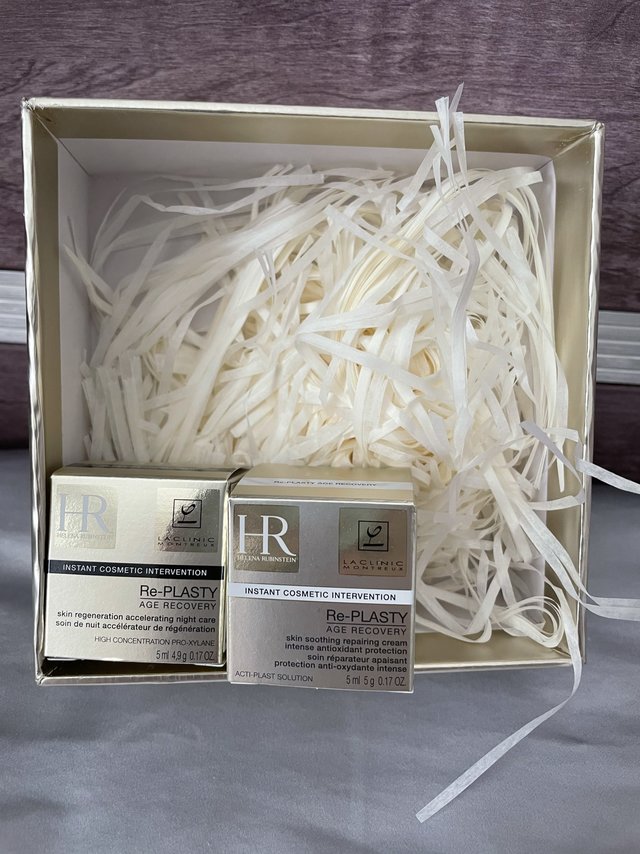 HR
HELENA RUBINSTEIN
LACLINIC
MONTREUX
INSTANT COSMETIC INTERVENTION
Re-PLASTY
AGE RECOVERY
skin regeneration accelerating night care
soin de nuit accélérateur de régénération
HIGH CONCENTRATION PRO-XYLANE
5 ml 4,9 g 0.17 OZ.
Re-PLASTY AGE RECOVERY
HR
HELENA RUBINSTEIN
LACLINIC
MONTREUX
INSTANT COSMETIC INTERVENTION
Re-PLASTY
AGE RECOVERY
skin soothing repairing cream
intense antioxidant protection
soin réparateur apaisant
protection anti-oxydante intense
ACTI-PLAST SOLUTION
5 ml 5 g 0.17 OZ.